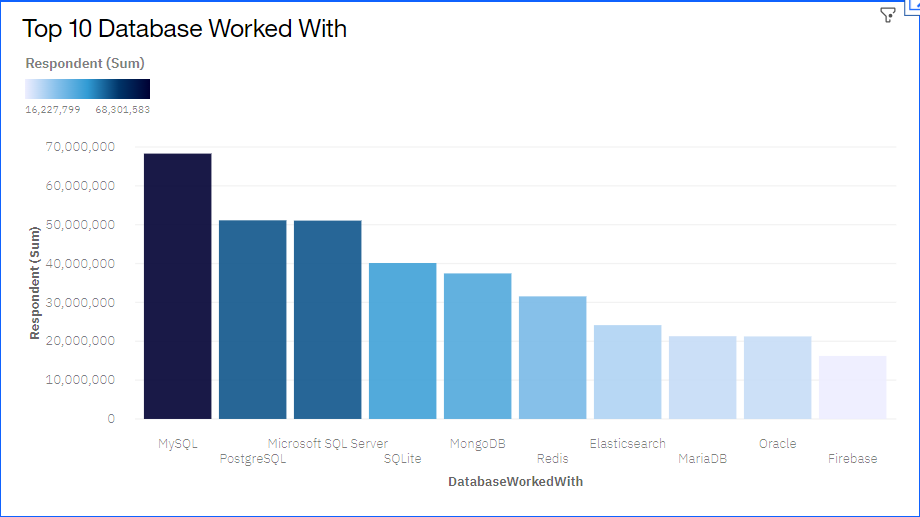 Top 10 Database Worked With
Respondent (Sum)
16,227,799 68,301,583
70,000,000
60,000,000
50,000,000
40,000,000
30,000,000
20,000,000
10,000,000
0
Respondent (Sum)
MySQL Microsoft SQL Server MongoDB Elasticsearch Oracle
PostgreSQL SQLite Redis MariaDB Firebase
DatabaseWorkedWith